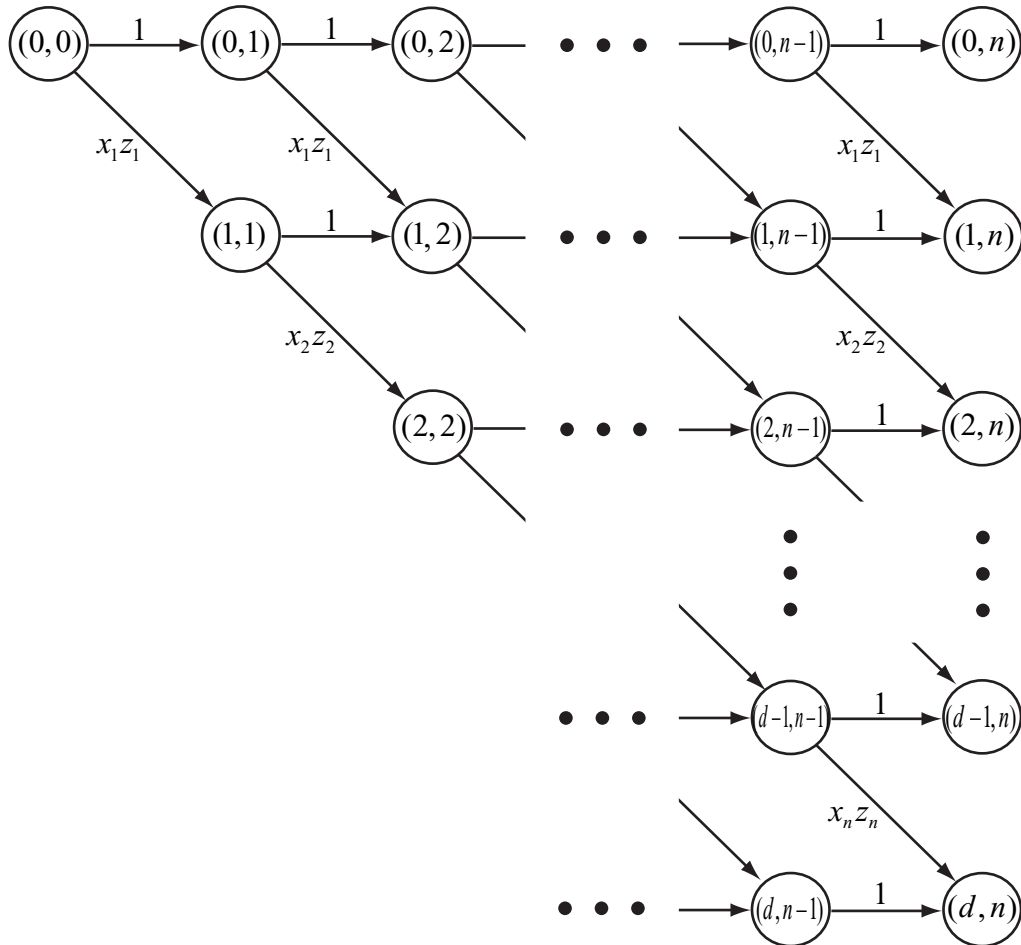 1 1 1
(0,0) (0,1) (0,2) (0,n−1) (0,n)
x₁z₁ x₁z₁ x₁z₁
1 1
(1,1) (1,2) (1,n−1) (1,n)
x₂z₂ x₂z₂
1
(2,2) (2,n−1) (2,n)
1
(d−1,n−1) (d−1,n)
xₙzₙ
1
(d,n−1) (d,n)